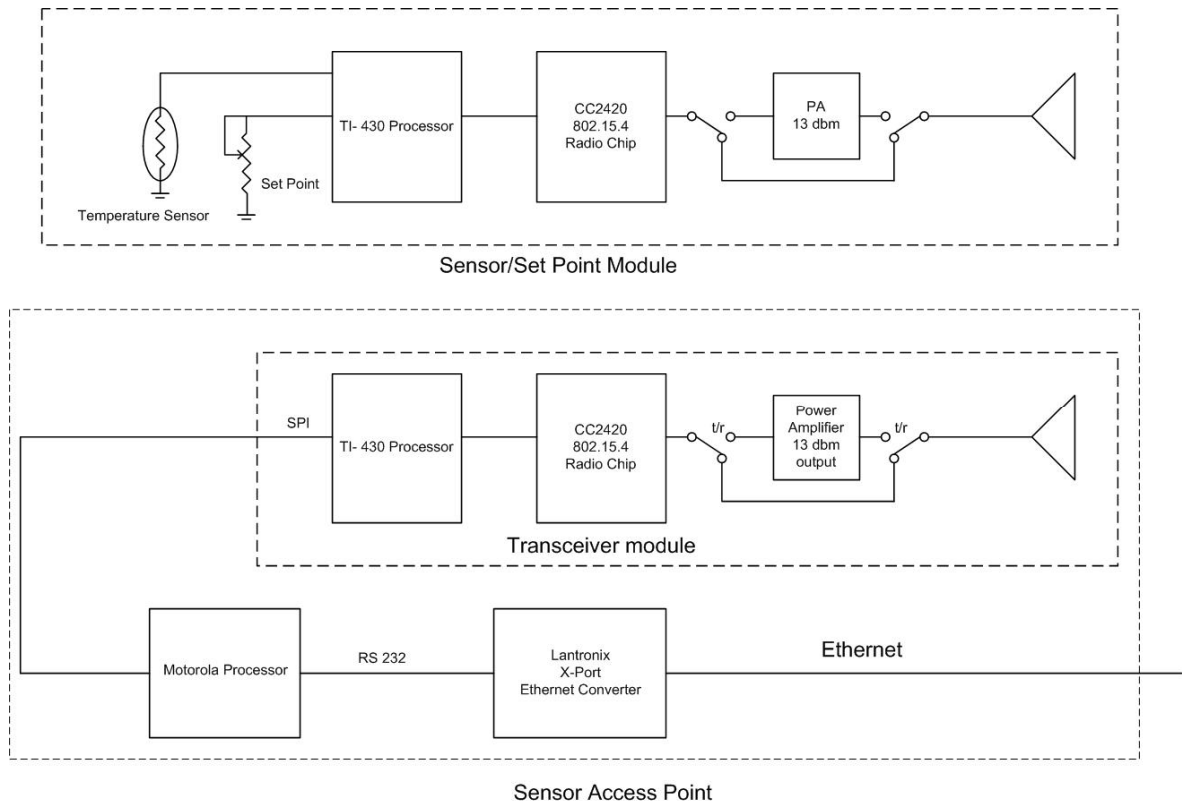 TI- 430 Processor
CC2420
802.15.4
Radio Chip
PA
13 dbm
Set Point
Temperature Sensor
Sensor/Set Point Module
SPI
TI- 430 Processor
CC2420
802.15.4
Radio Chip
t/r
Power
Amplifier
13 dbm
output
t/r
Transceiver module
Motorola Processor
RS 232
Lantronix
X-Port
Ethernet Converter
Ethernet
Sensor Access Point